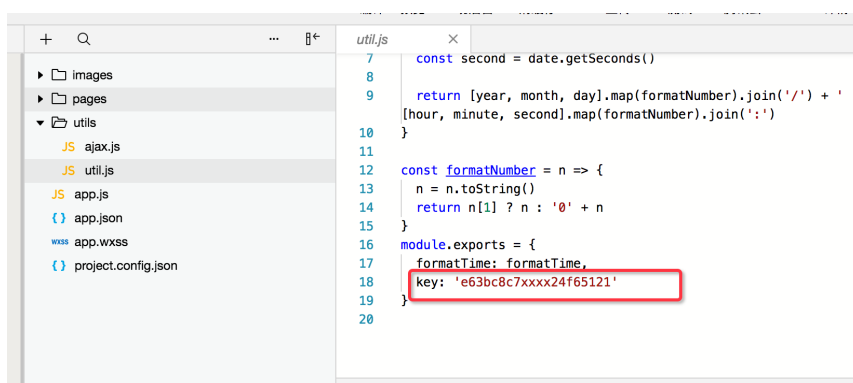 util.js
images
pages
utils
JS ajax.js
JS util.js
JS app.js
{ } app.json
wxss app.wxss
{ } project.config.json
7 const second = date.getSeconds()
8
9 return [year, month, day].map(formatNumber).join('/') + '
[hour, minute, second].map(formatNumber).join(':')
10 }
11
12 const formatNumber = n => {
13 n = n.toString()
14 return n[1] ? n : '0' + n
15 }
16 module.exports = {
17 formatTime: formatTime,
18 key: 'e63bc8c7xxxx24f65121'
19 }
20